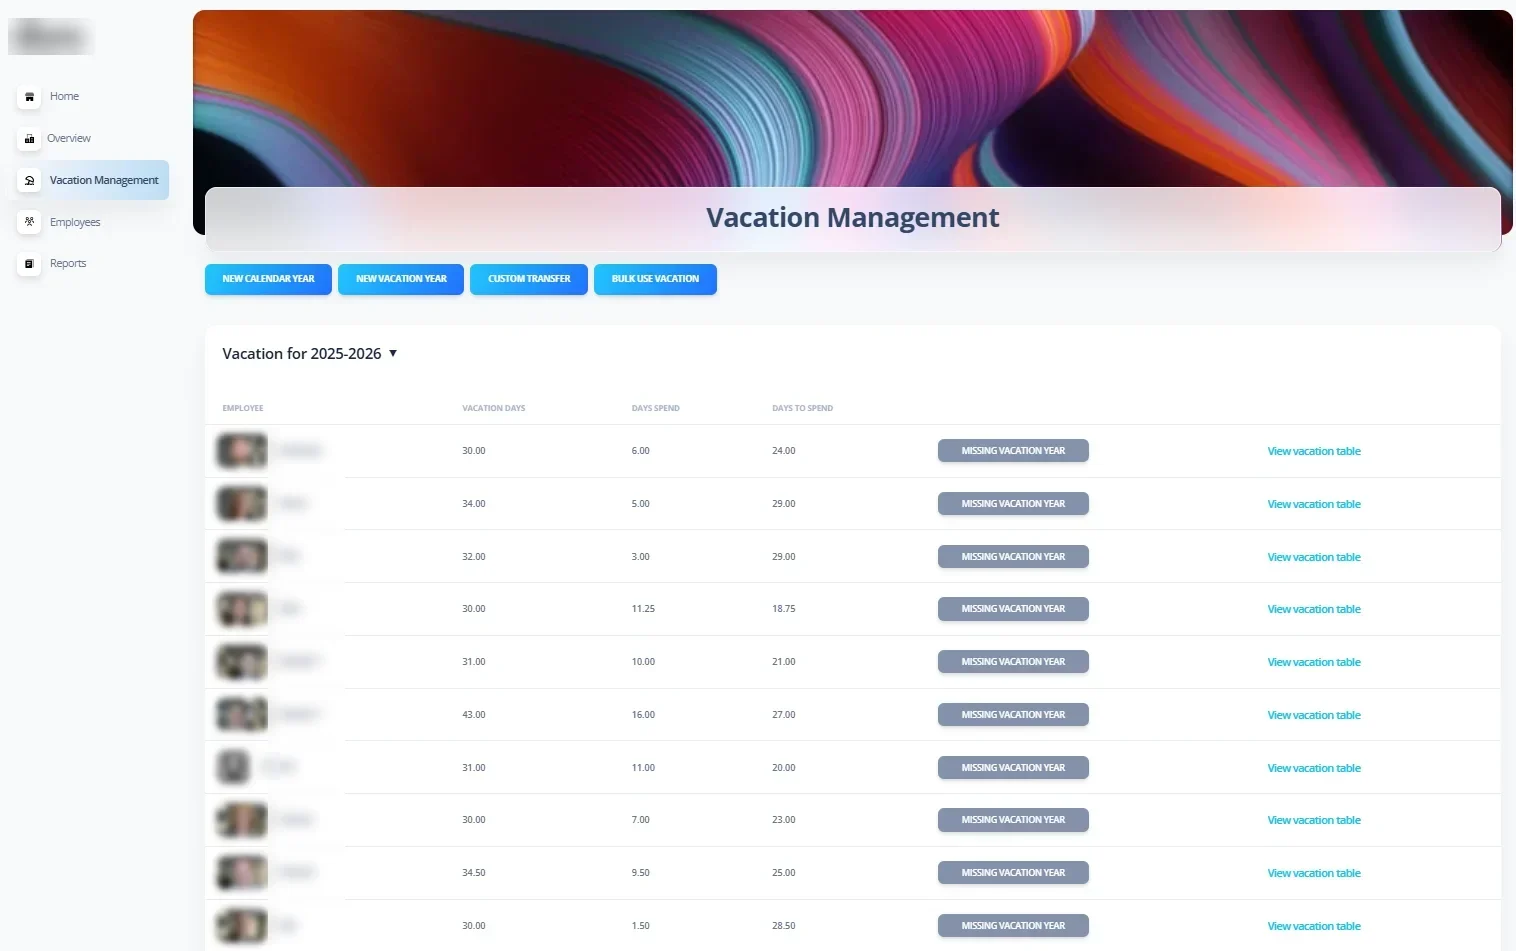 Home
Overview
Vacation Management
Employees
Reports
Vacation Management
NEW CALENDAR YEAR NEW VACATION YEAR CUSTOM TRANSFER BULK USE VACATION
Vacation for 2025-2026 ▼
EMPLOYEE VACATION DAYS DAYS SPEND DAYS TO SPEND
30.00 6.00 24.00 MISSING VACATION YEAR View vacation table
34.00 5.00 29.00 MISSING VACATION YEAR View vacation table
32.00 3.00 29.00 MISSING VACATION YEAR View vacation table
30.00 11.25 18.75 MISSING VACATION YEAR View vacation table
31.00 10.00 21.00 MISSING VACATION YEAR View vacation table
43.00 16.00 27.00 MISSING VACATION YEAR View vacation table
31.00 11.00 20.00 MISSING VACATION YEAR View vacation table
30.00 7.00 23.00 MISSING VACATION YEAR View vacation table
34.50 9.50 25.00 MISSING VACATION YEAR View vacation table
30.00 1.50 28.50 MISSING VACATION YEAR View vacation table